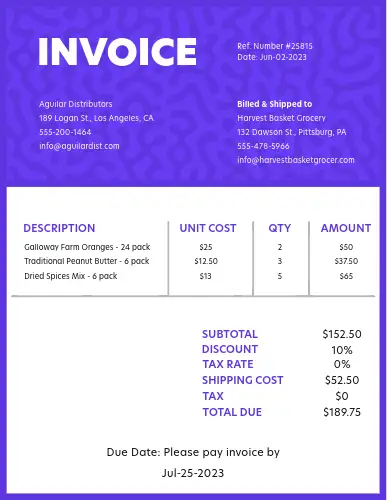 INVOICE
Ref. Number #25815
Date: Jun-02-2023
Aguilar Distributors
189 Logan St., Los Angeles, CA
555-200-1464
info@aguilardist.com
Billed & Shipped to
Harvest Basket Grocery
132 Dawson St., Pittsburg, PA
555-478-5966
info@harvestbasketgrocer.com
DESCRIPTION UNIT COST QTY AMOUNT
Galloway Farm Oranges - 24 pack $25 2 $50
Traditional Peanut Butter - 6 pack $12.50 3 $37.50
Dried Spices Mix - 6 pack $13 5 $65
SUBTOTAL $152.50
DISCOUNT 10%
TAX RATE 0%
SHIPPING COST $52.50
TAX $0
TOTAL DUE $189.75
Due Date: Please pay invoice by
Jul-25-2023